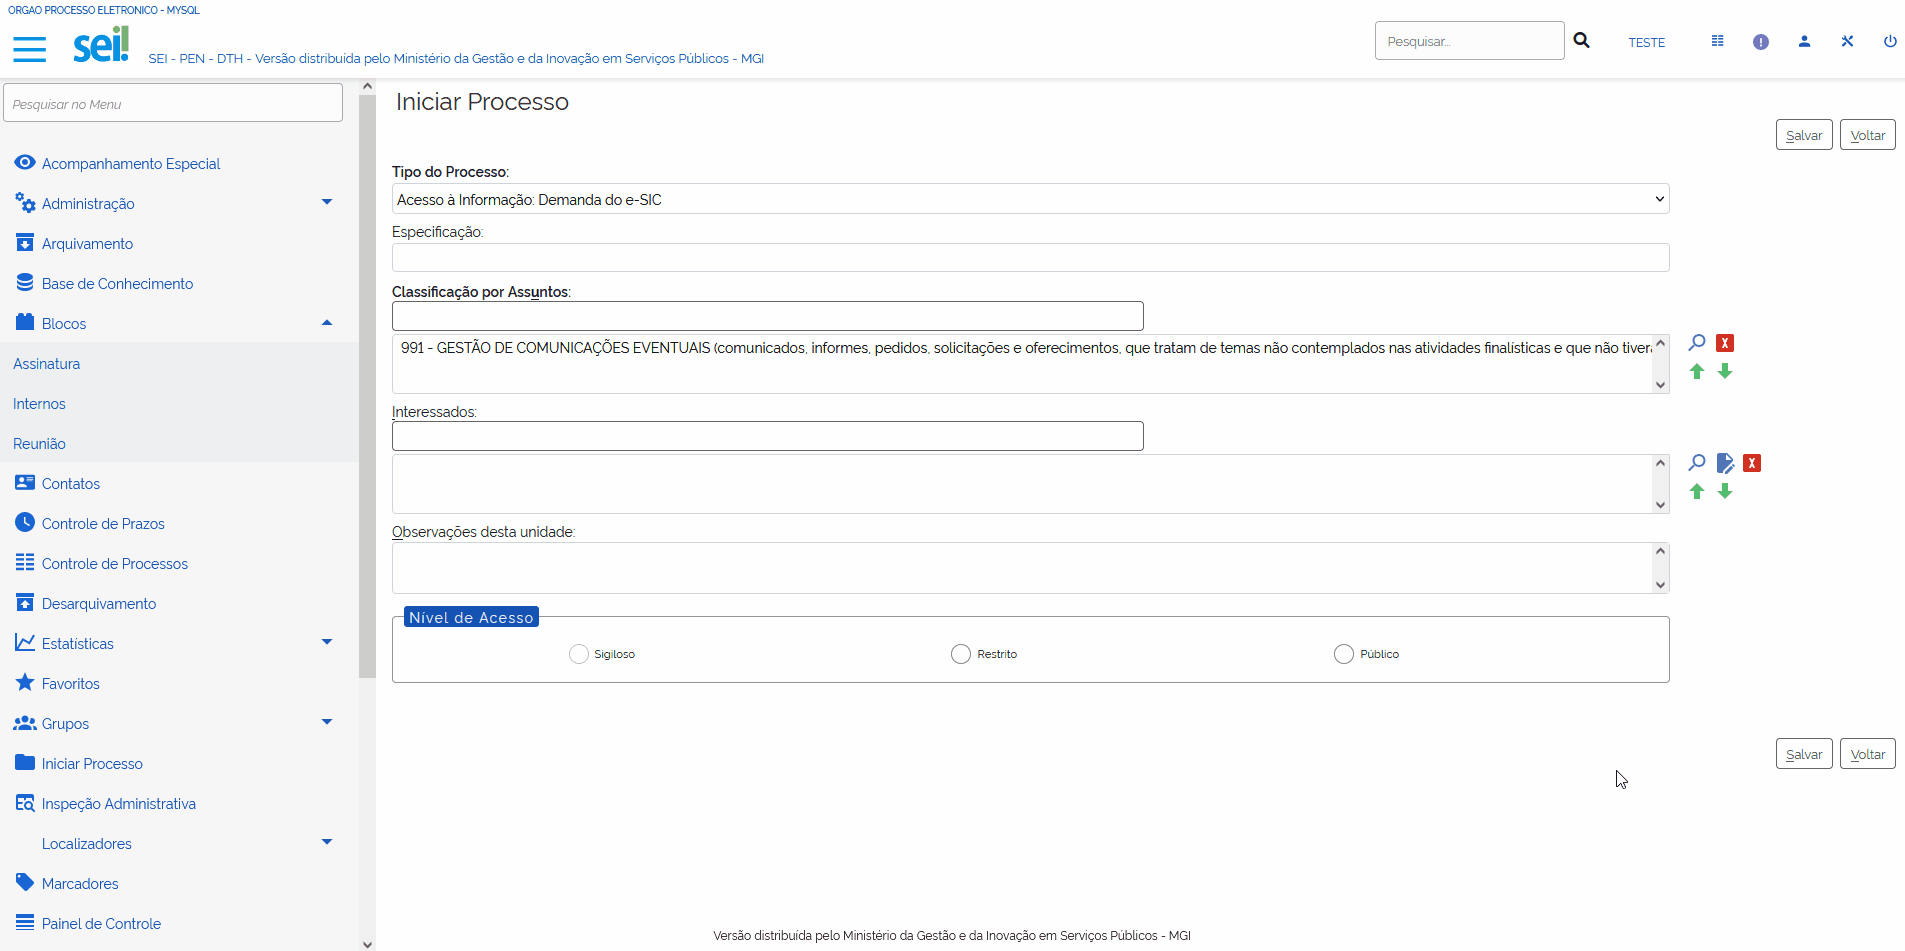 ORGAO PROCESSO ELETRONICO - MYSQL
sei!
SEI - PEN - DTH - Versão distribuída pelo Ministério da Gestão e da Inovação em Serviços Públicos - MGI
Pesquisar...
TESTE
Pesquisar no Menu
Acompanhamento Especial
Administração
Arquivamento
Base de Conhecimento
Blocos
Assinatura
Internos
Reunião
Contatos
Controle de Prazos
Controle de Processos
Desarquivamento
Estatísticas
Favoritos
Grupos
Iniciar Processo
Inspeção Administrativa
Localizadores
Marcadores
Painel de Controle
Iniciar Processo
Salvar Voltar
Tipo do Processo:
Acesso à Informação: Demanda do e-SIC
Especificação:
Classificação por Assuntos:
991 - GESTÃO DE COMUNICAÇÕES EVENTUAIS (comunicados, informes, pedidos, solicitações e oferecimentos, que tratam de temas não contemplados nas atividades finalísticas e que não tivera
Interessados:
Observações desta unidade:
Nível de Acesso
Sigiloso Restrito Público
Salvar Voltar
Versão distribuída pelo Ministério da Gestão e da Inovação em Serviços Públicos - MGI